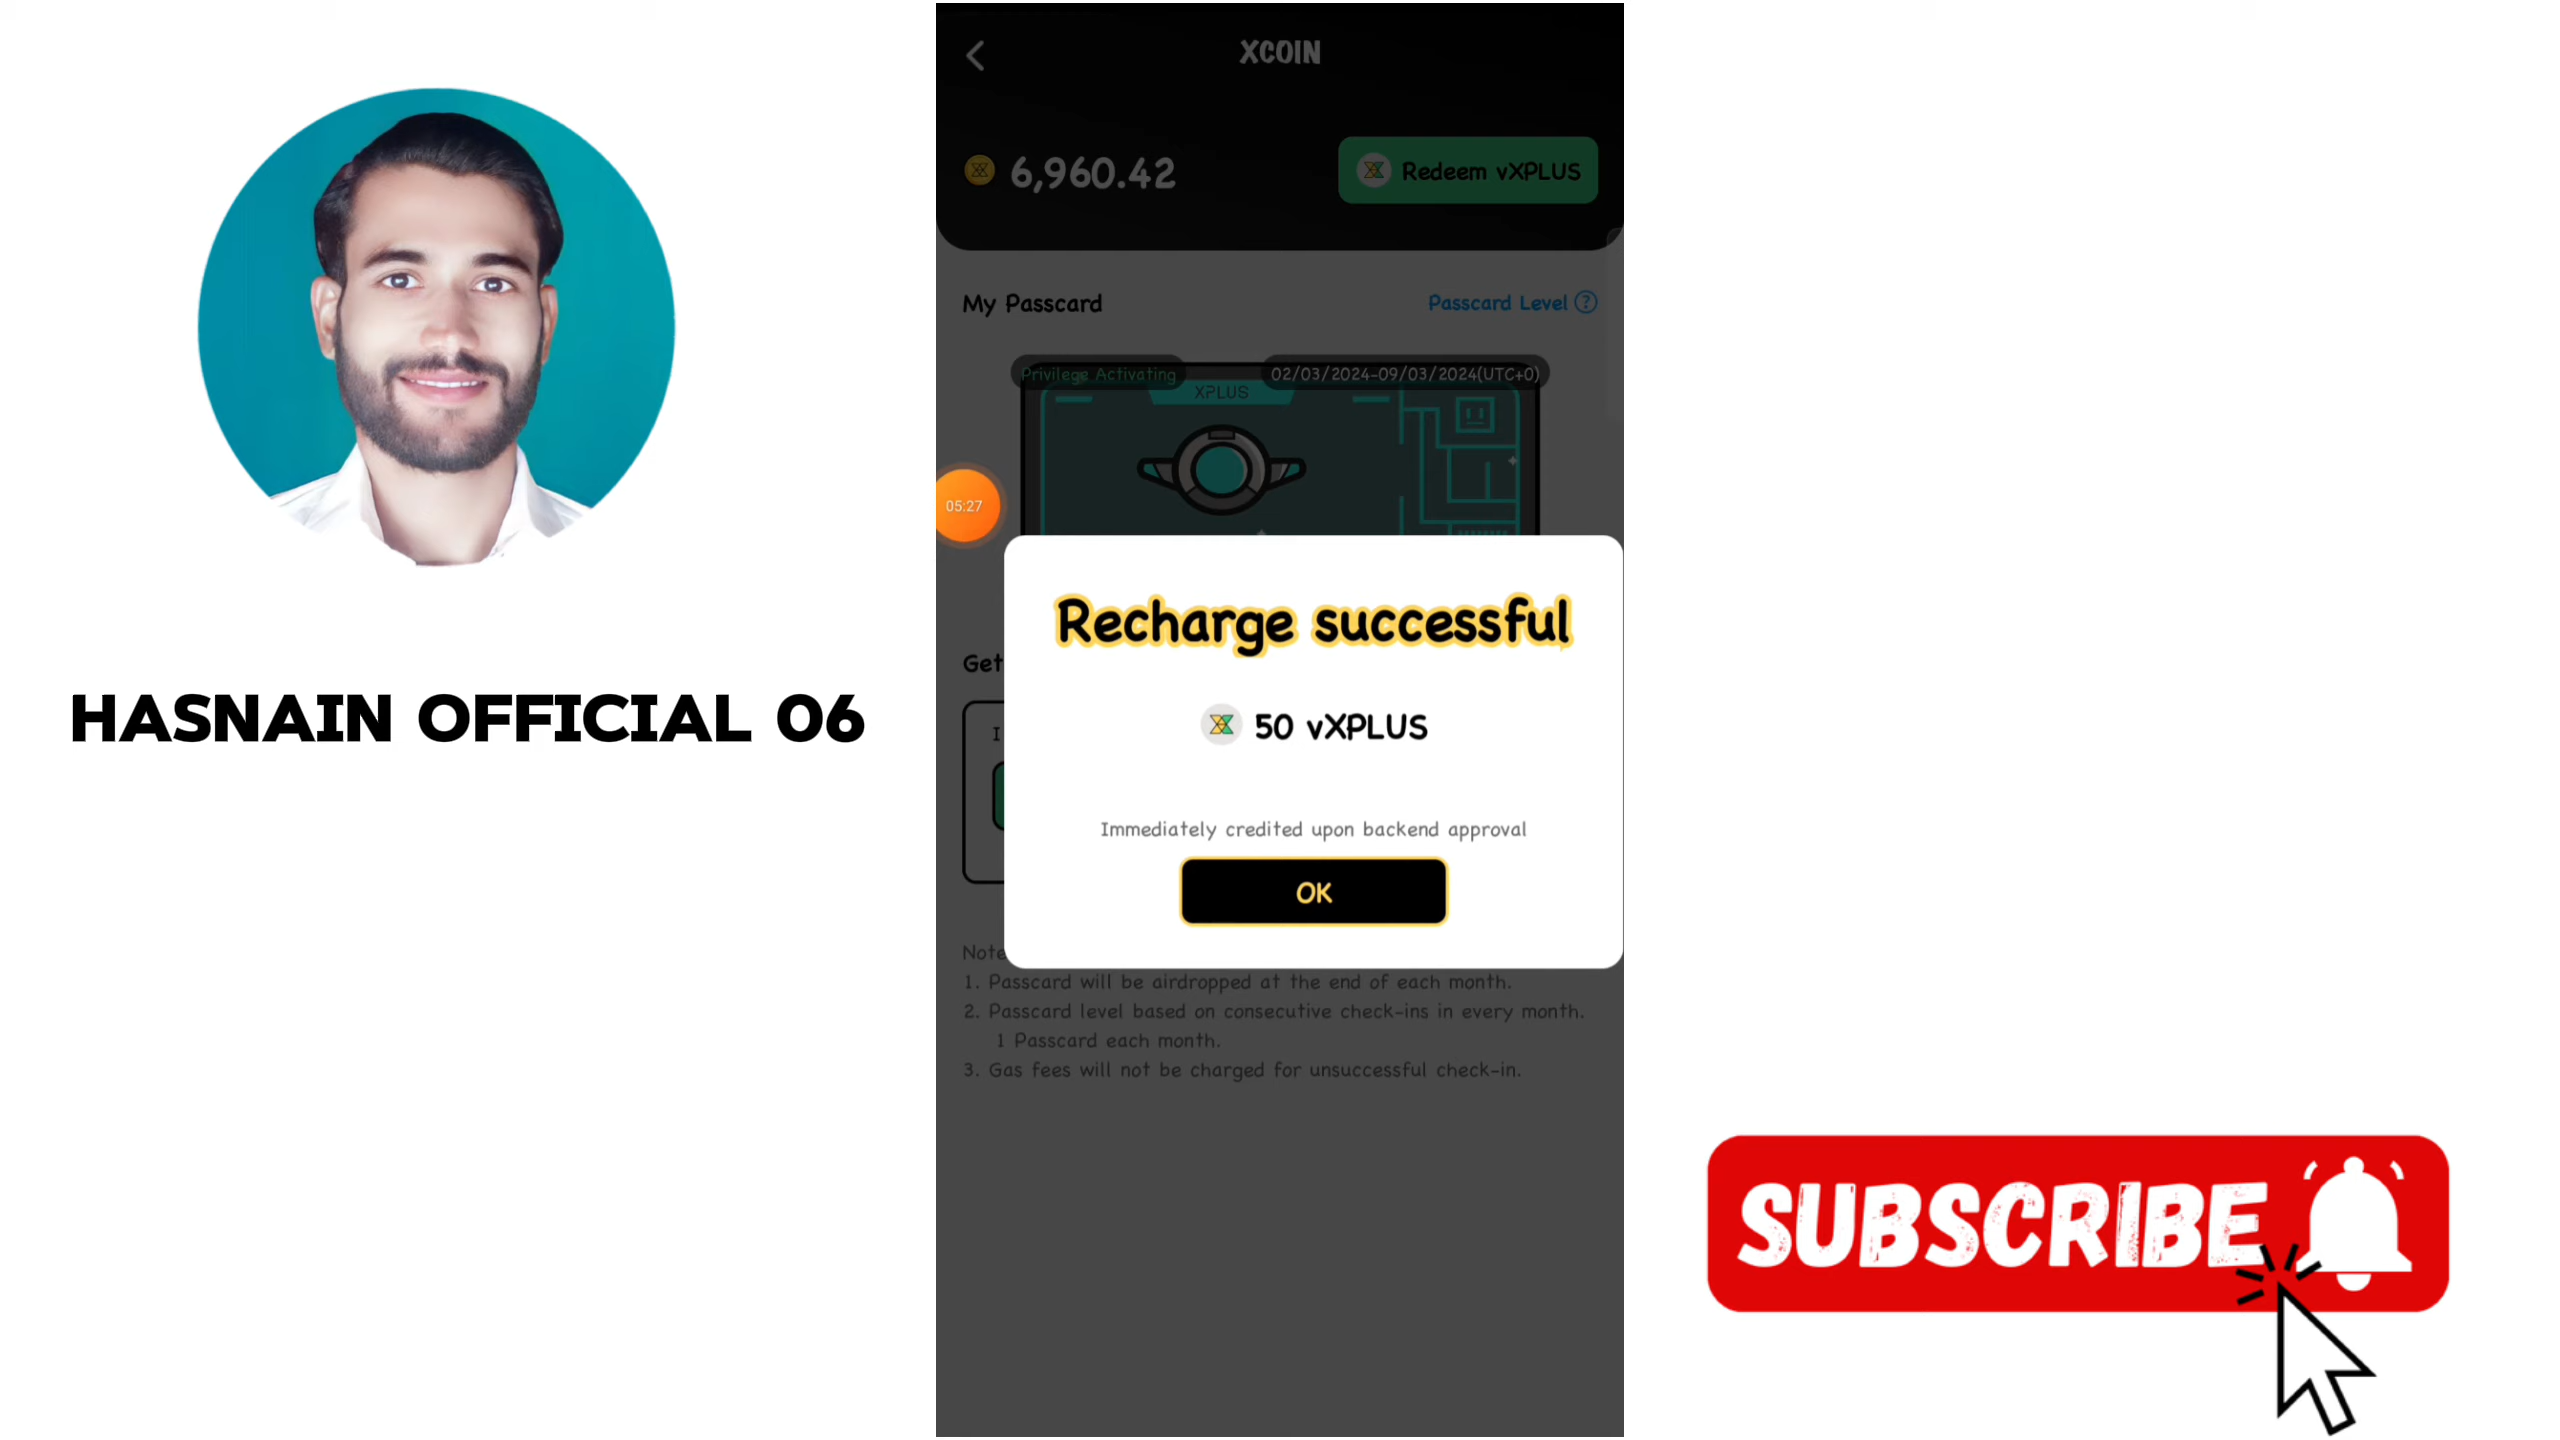 XCOIN
6,960.42
Redeem vXPLUS
My Passcard
Passcard Level ?
Privilege Activating
02/03/2024-09/03/2024(UTC+0)
XPLUS
05:27
Recharge successful
50 vXPLUS
Immediately credited upon backend approval
OK
Get
I
Note
1. Passcard will be airdropped at the end of each month.
2. Passcard level based on consecutive check-ins in every month.
1 Passcard each month.
3. Gas fees will not be charged for unsuccessful check-in.
HASNAIN OFFICIAL 06
SUBSCRIBE